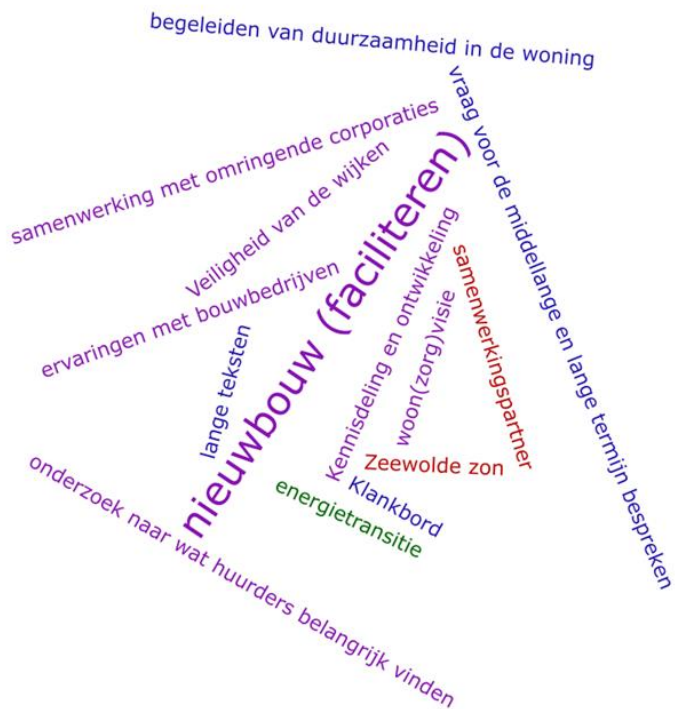 begeleiden van duurzaamheid in de woning
vraag voor de middellange en lange termijn bespreken
samenwerking met omringende corporaties
Veiligheid van de wijken
nieuwbouw (faciliteren)
ervaringen met bouwbedrijven
Kennisdeling en ontwikkeling
samenwerkingspartner
woon(zorg)visie
lange teksten
Zeewolde zon
Klankbord
energietransitie
onderzoek naar wat huurders belangrijk vinden